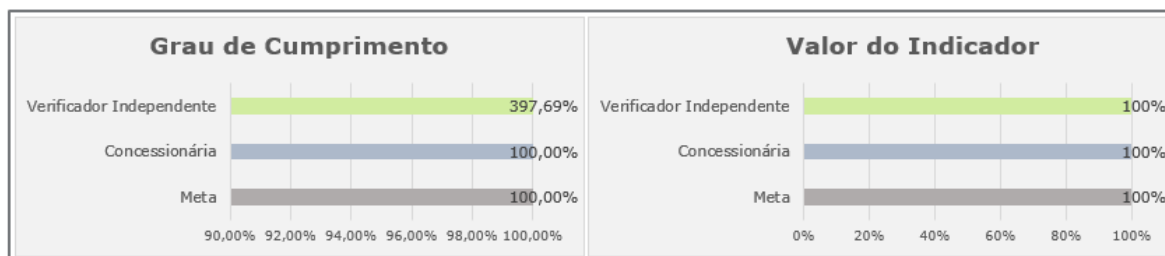 Grau de Cumprimento
Verificador Independente 397,69%
Concessionária 100,00%
Meta 100,00%
90,00% 92,00% 94,00% 96,00% 98,00% 100,00%
Valor do Indicador
Verificador Independente 100%
Concessionária 100%
Meta 100%
0% 20% 40% 60% 80% 100%